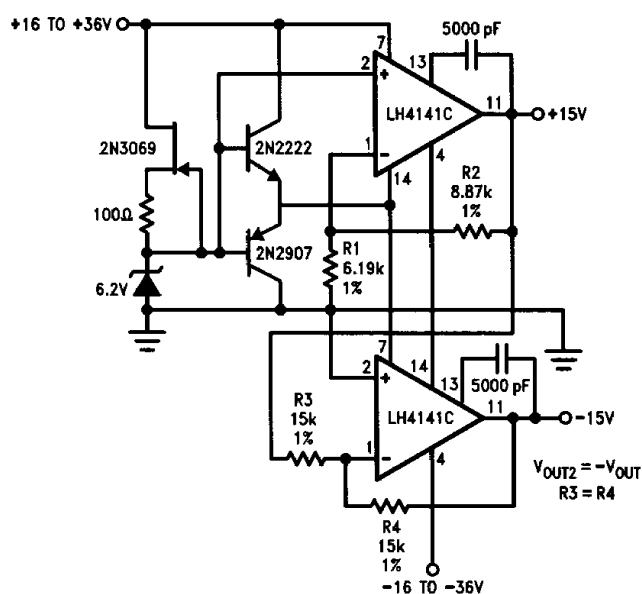 +16 TO +36V
5000 pF
7
13
2
+
LH4141C
11
+15V
2N3069
2N2222
1
−
14
4
R2
8.87k
1%
100Ω
2N2907
R1
6.19k
1%
6.2V
7
2
+
14
13
5000 pF
LH4141C
11
-15V
R3
15k
1%
1
−
4
VOUT2 = -VOUT
R3 = R4
R4
15k
1%
-16 TO -36V